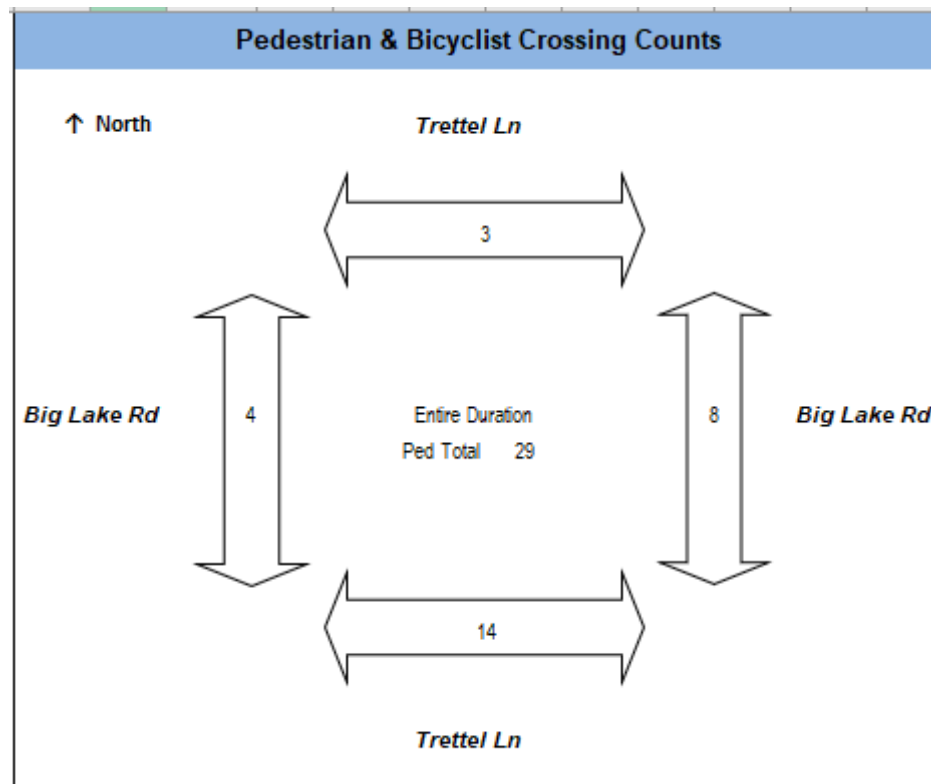 Pedestrian & Bicyclist Crossing Counts
↑ North
Trettel Ln
3
Big Lake Rd
4
Entire Duration
Ped Total 29
8
Big Lake Rd
14
Trettel Ln